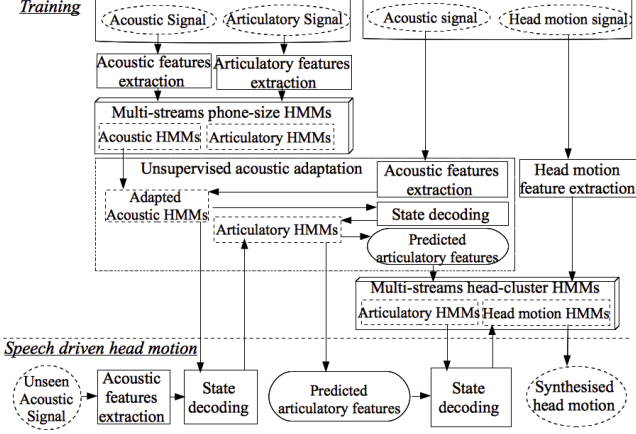 Training
Acoustic Signal
Articulatory Signal
Acoustic signal
Head motion signal
Acoustic features
extraction
Articulatory features
extraction
Multi-streams phone-size HMMs
Acoustic HMMs
Articulatory HMMs
Unsupervised acoustic adaptation
Acoustic features
extraction
Head motion
feature extraction
Adapted
Acoustic HMMs
State decoding
Articulatory HMMs
Predicted
articulatory features
Multi-streams head-cluster HMMs
Articulatory HMMs
Head motion HMMs
Speech driven head motion
Unseen
Acoustic
Signal
Acoustic
features
extraction
State
decoding
Predicted
articulatory features
State
decoding
Synthesised
head motion